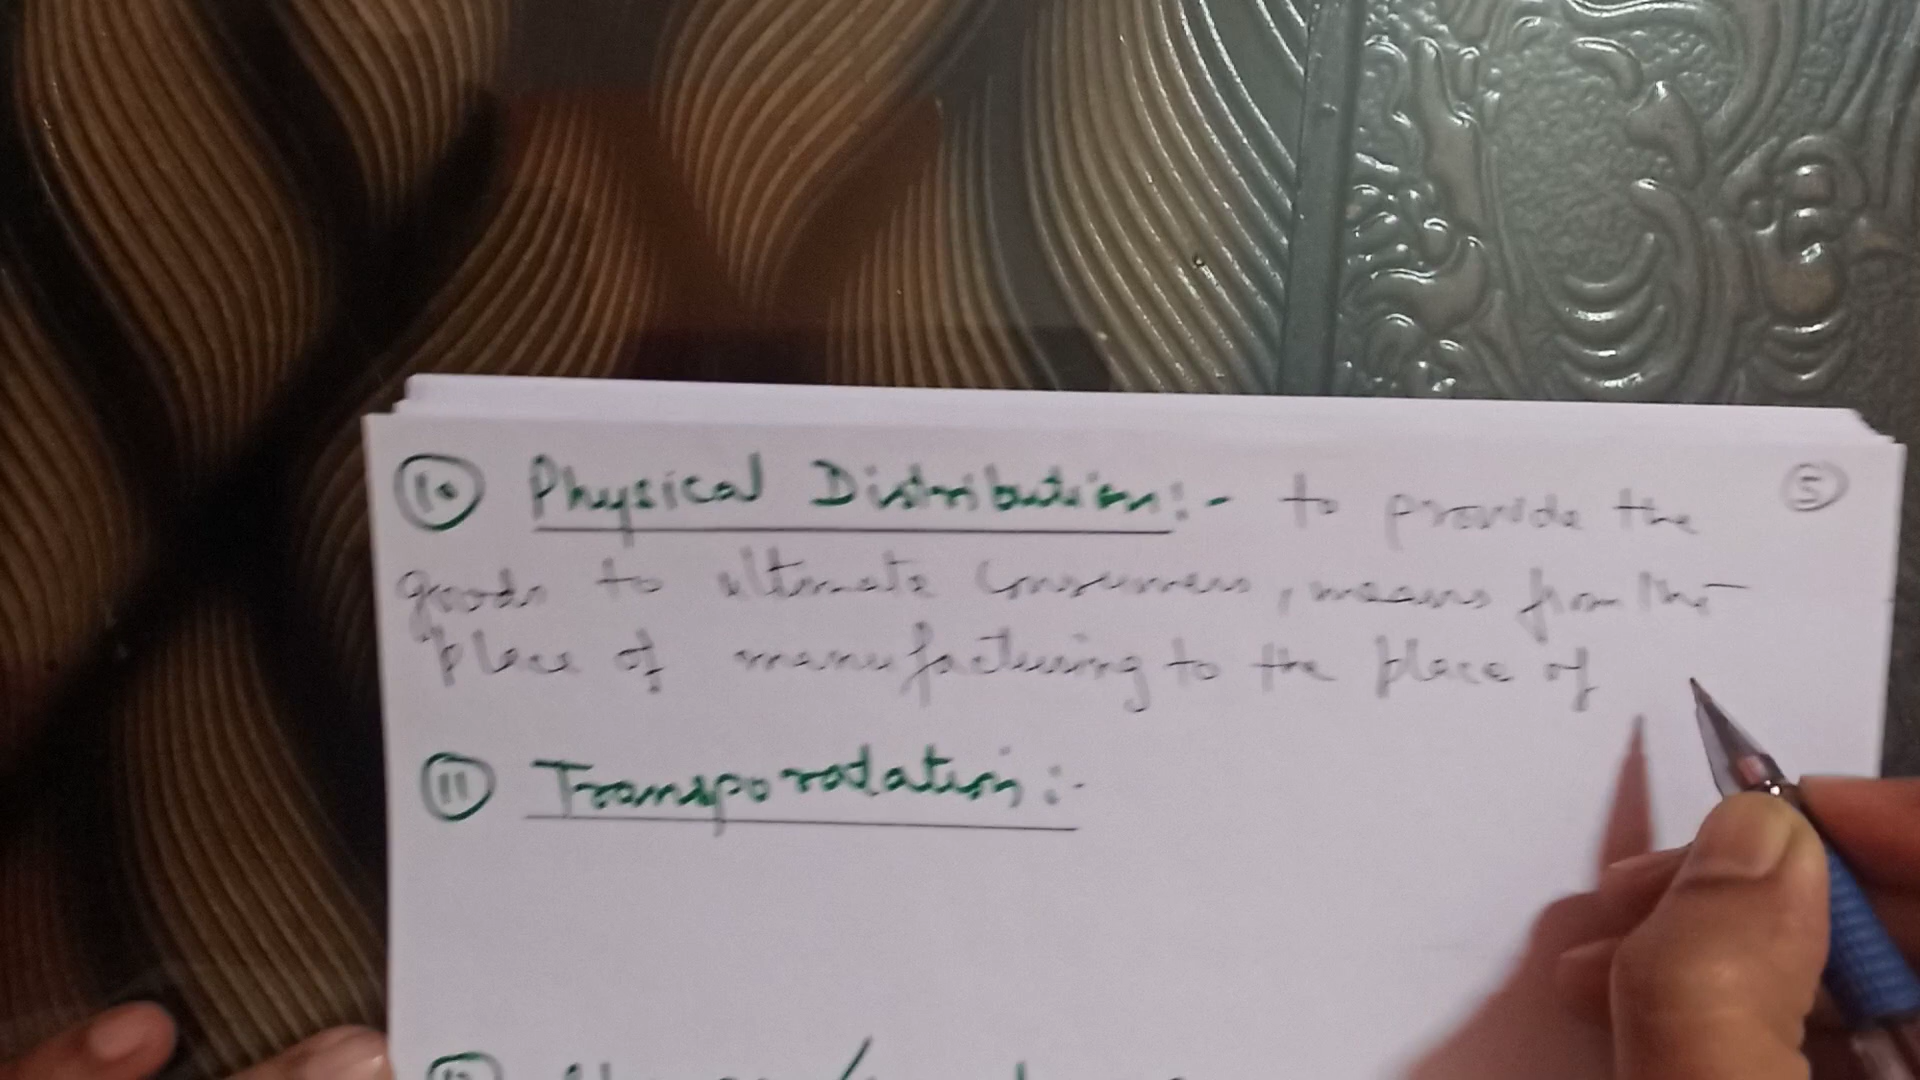 ⑩ Physical Distribution:- to provide the ⑤
goods to ultimate consumers, means from the
place of manufacturing to the place of
⑪ Transporatation:-